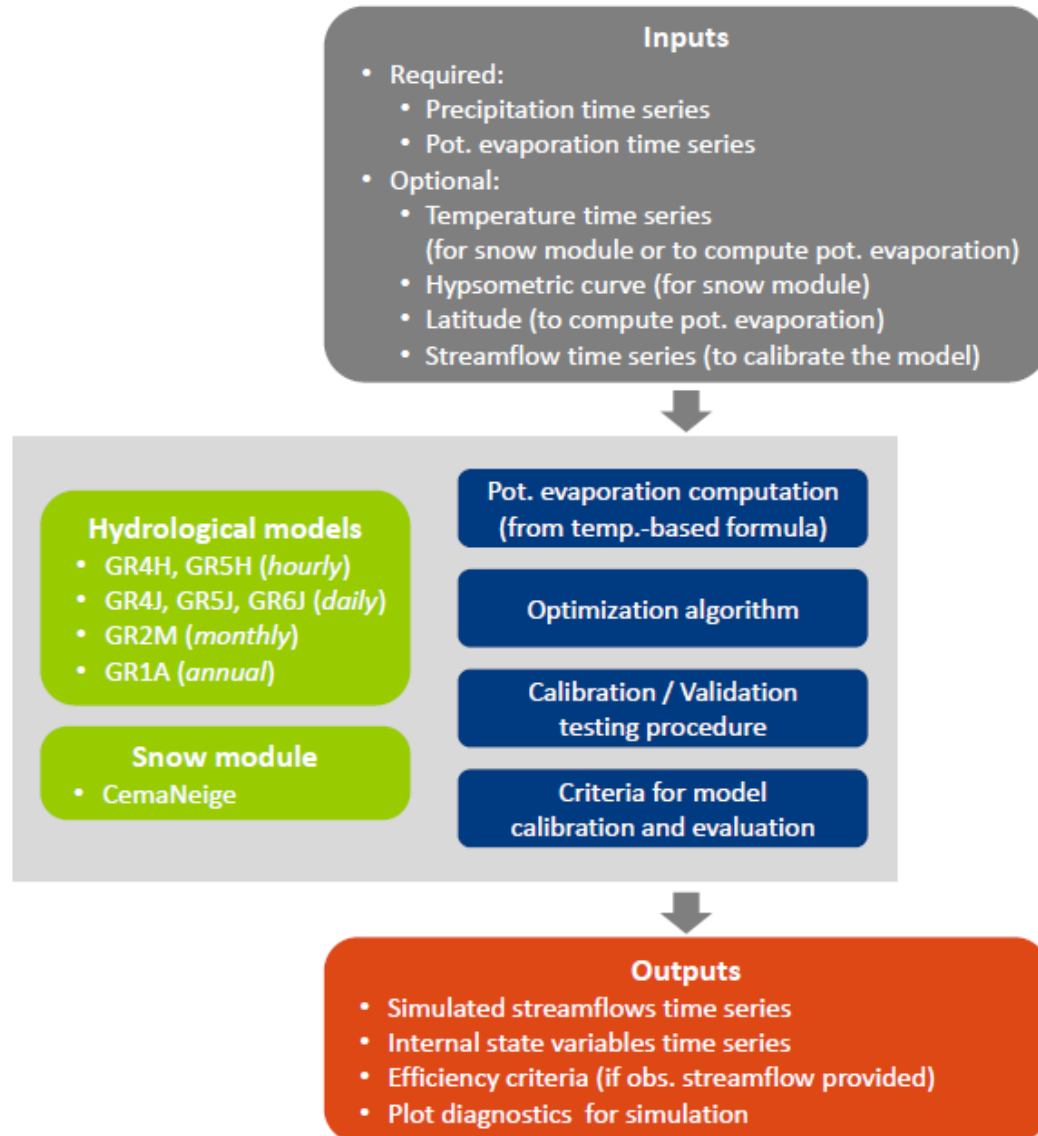 Inputs
• Required:
• Precipitation time series
• Pot. evaporation time series
• Optional:
• Temperature time series
(for snow module or to compute pot. evaporation)
• Hypsometric curve (for snow module)
• Latitude (to compute pot. evaporation)
• Streamflow time series (to calibrate the model)
Hydrological models
• GR4H, GR5H (hourly)
• GR4J, GR5J, GR6J (daily)
• GR2M (monthly)
• GR1A (annual)
Snow module
• CemaNeige
Pot. evaporation computation
(from temp.-based formula)
Optimization algorithm
Calibration / Validation
testing procedure
Criteria for model
calibration and evaluation
Outputs
• Simulated streamflows time series
• Internal state variables time series
• Efficiency criteria (if obs. streamflow provided)
• Plot diagnostics for simulation